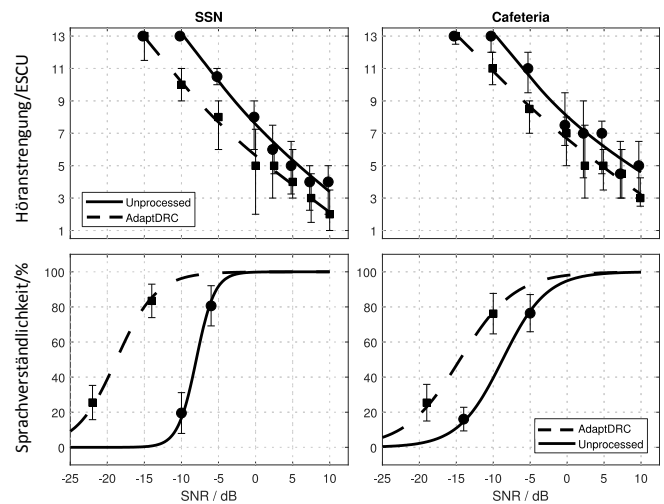 SSN
Cafeteria
Höranstrengung/ESCU
13
11
9
7
5
3
1
Unprocessed
AdaptDRC
13
11
9
7
5
3
1
Sprachverständlichkeit/%
100
80
60
40
20
0
-25 -20 -15 -10 -5 0 5 10
SNR / dB
100
80
60
40
20
0
AdaptDRC
Unprocessed
-25 -20 -15 -10 -5 0 5 10
SNR / dB